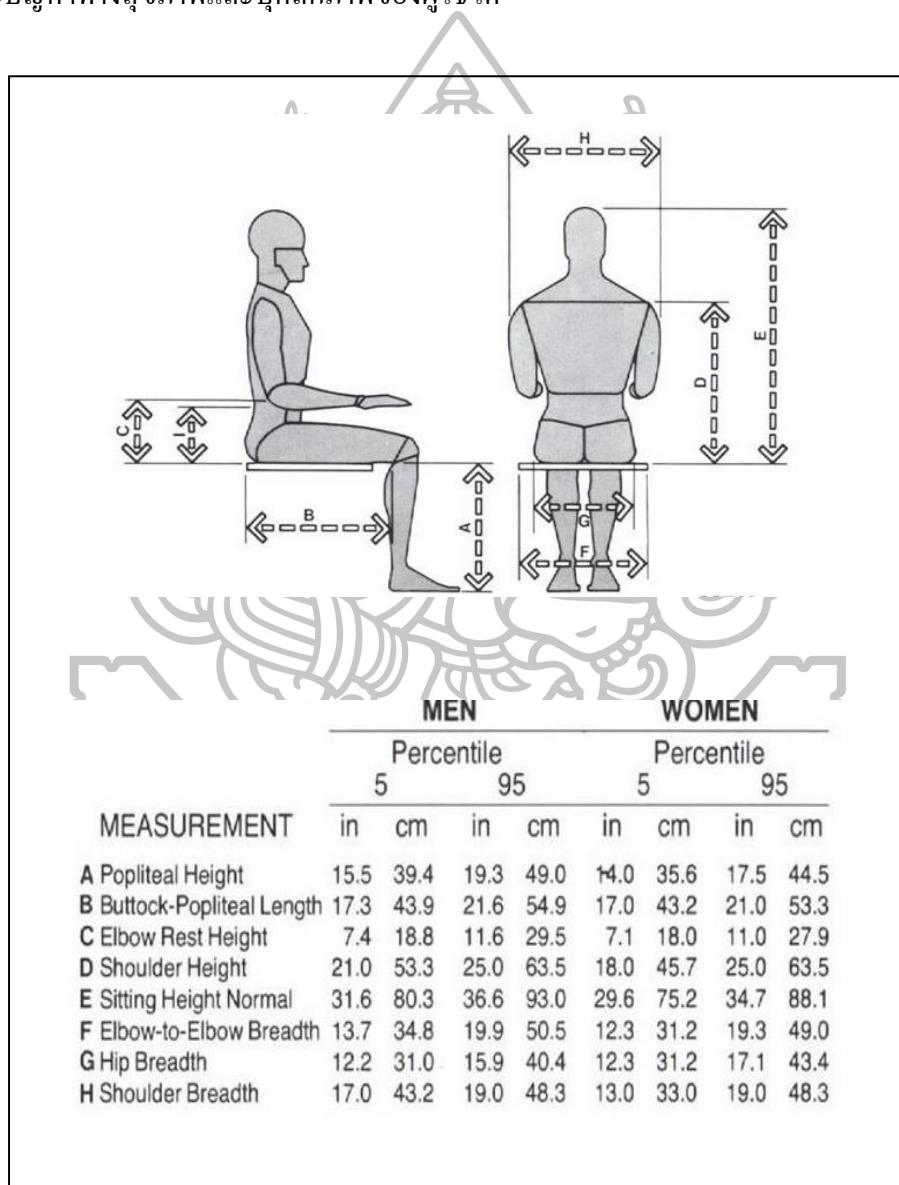 H
E
D
C
I
B
A
G
F
MEN WOMEN
Percentile Percentile
5 95 5 95
MEASUREMENT in cm in cm in cm in cm
A Popliteal Height 15.5 39.4 19.3 49.0 14.0 35.6 17.5 44.5
B Buttock-Popliteal Length 17.3 43.9 21.6 54.9 17.0 43.2 21.0 53.3
C Elbow Rest Height 7.4 18.8 11.6 29.5 7.1 18.0 11.0 27.9
D Shoulder Height 21.0 53.3 25.0 63.5 18.0 45.7 25.0 63.5
E Sitting Height Normal 31.6 80.3 36.6 93.0 29.6 75.2 34.7 88.1
F Elbow-to-Elbow Breadth 13.7 34.8 19.9 50.5 12.3 31.2 19.3 49.0
G Hip Breadth 12.2 31.0 15.9 40.4 12.3 31.2 17.1 43.4
H Shoulder Breadth 17.0 43.2 19.0 48.3 13.0 33.0 19.0 48.3